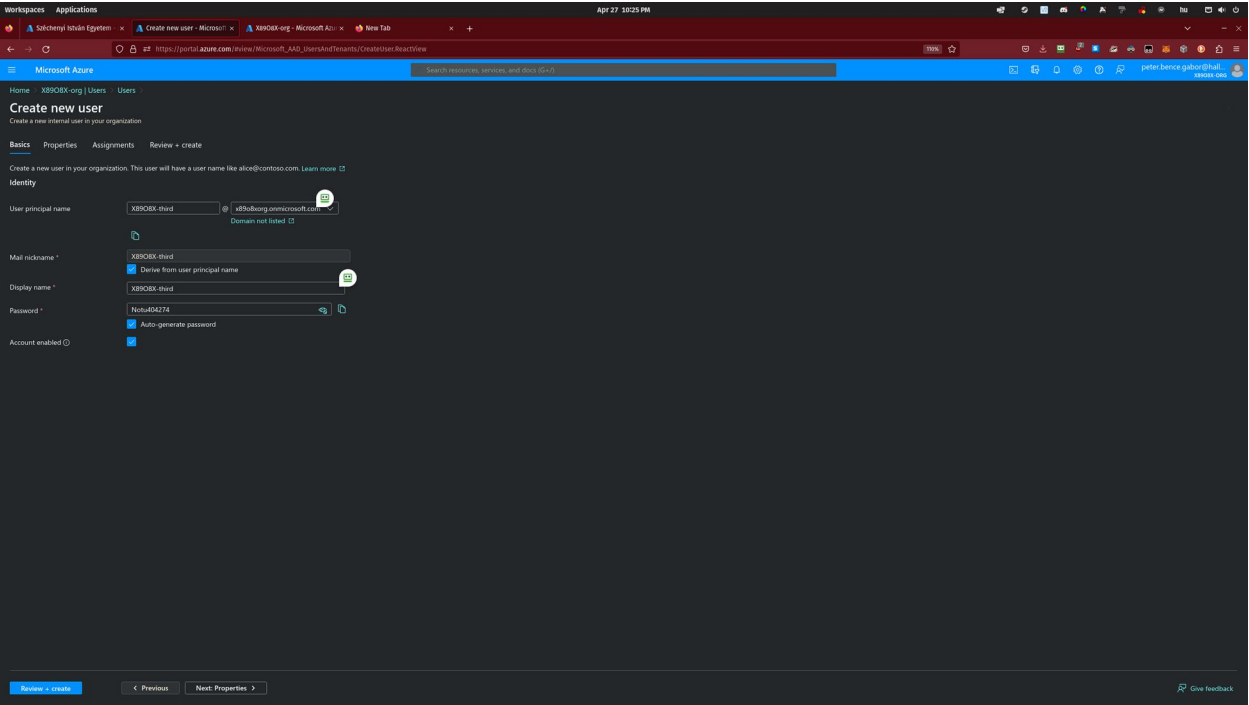 Workspaces Applications Apr 27 10:25 PM hu
Széchenyi István Egyetem - Create new user - Microsoft X89O8X-org - Microsoft Azu New Tab
https://portal.azure.com/#view/Microsoft_AAD_UsersAndTenants/CreateUser.ReactView 110%
Microsoft Azure Search resources, services, and docs (G+/) peter.bence.gabor@hall...
X89O8X-ORG
Home > X89O8X-org | Users > Users >
Create new user
Create a new internal user in your organization
Basics Properties Assignments Review + create
Create a new user in your organization. This user will have a user name like alice@contoso.com. Learn more
Identity
User principal name X89O8X-third @ x89o8xorg.onmicrosoft.com
Domain not listed
Mail nickname * X89O8X-third
Derive from user principal name
Display name * X89O8X-third
Password * Notu404274
Auto-generate password
Account enabled
Review + create < Previous Next: Properties > Give feedback